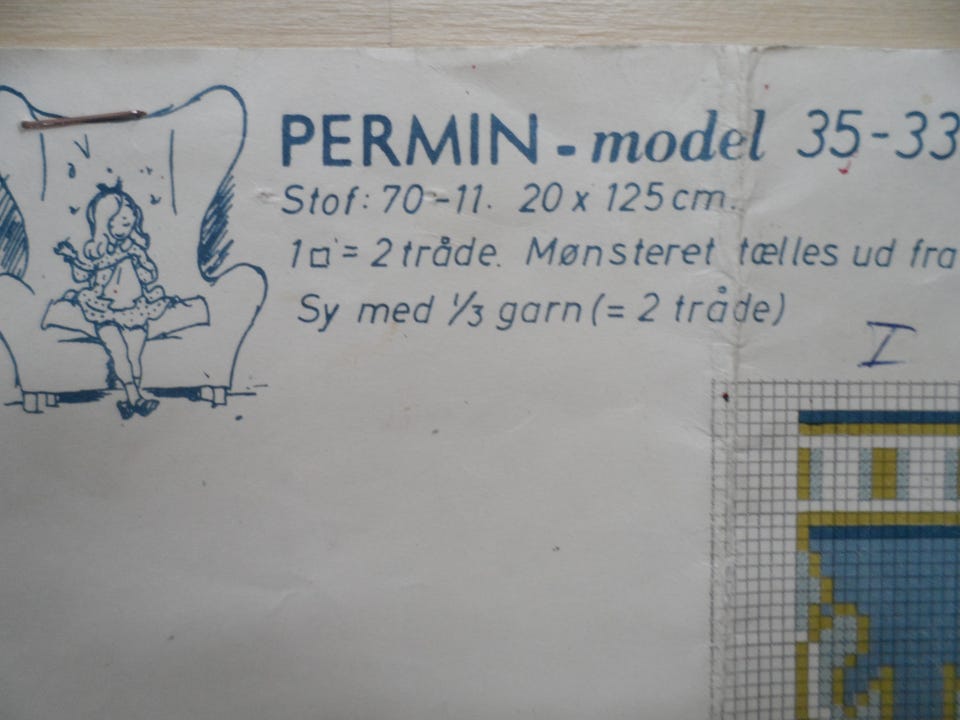 PERMIN - model 35-33
Stof: 70-11. 20 x 125 cm.
1 □ = 2 tråde. Mønsteret tælles ud fra
Sy med 1/3 garn (= 2 tråde)
I